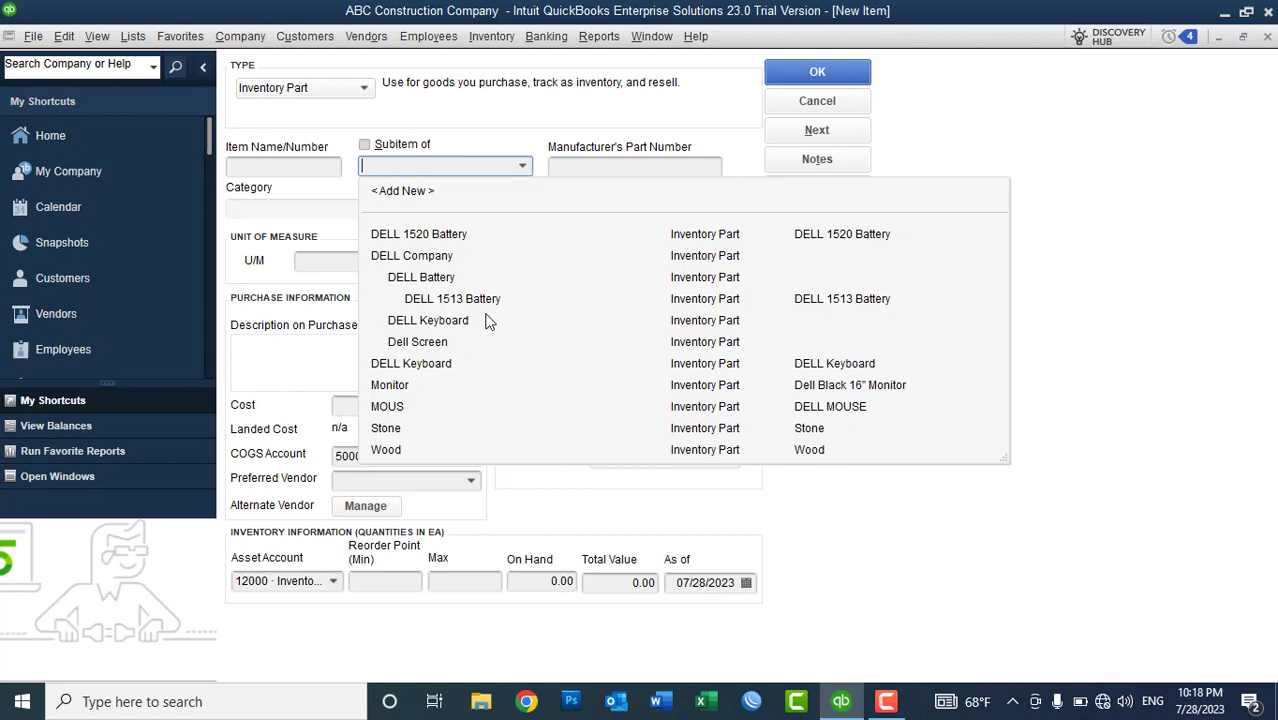 ABC Construction Company - Intuit QuickBooks Enterprise Solutions 23.0 Trial Version - [New Item]
File Edit View Lists Favorites Company Customers Vendors Employees Inventory Banking Reports Window Help
DISCOVERY HUB
4
Search Company or Help
My Shortcuts
Home
My Company
Calendar
Snapshots
Customers
Vendors
Employees
My Shortcuts
View Balances
Run Favorite Reports
Open Windows
TYPE
Inventory Part
Use for goods you purchase, track as inventory, and resell.
OK
Cancel
Next
Notes
Item Name/Number
Subitem of
Manufacturer's Part Number
Category
UNIT OF MEASURE
U/M
PURCHASE INFORMATION
Description on Purchase
Cost
Landed Cost n/a
COGS Account 5000
Preferred Vendor
Alternate Vendor Manage
< Add New >
DELL 1520 Battery Inventory Part DELL 1520 Battery
DELL Company Inventory Part
DELL Battery Inventory Part
DELL 1513 Battery Inventory Part DELL 1513 Battery
DELL Keyboard Inventory Part
Dell Screen Inventory Part
DELL Keyboard Inventory Part DELL Keyboard
Monitor Inventory Part Dell Black 16" Monitor
MOUS Inventory Part DELL MOUSE
Stone Inventory Part Stone
Wood Inventory Part Wood
INVENTORY INFORMATION (QUANTITIES IN EA)
Asset Account Reorder Point (Min) Max On Hand Total Value As of
12000 · Invento... 0.00 0.00 07/28/2023
5
Type here to search
68°F ENG
10:18 PM
7/28/2023
2